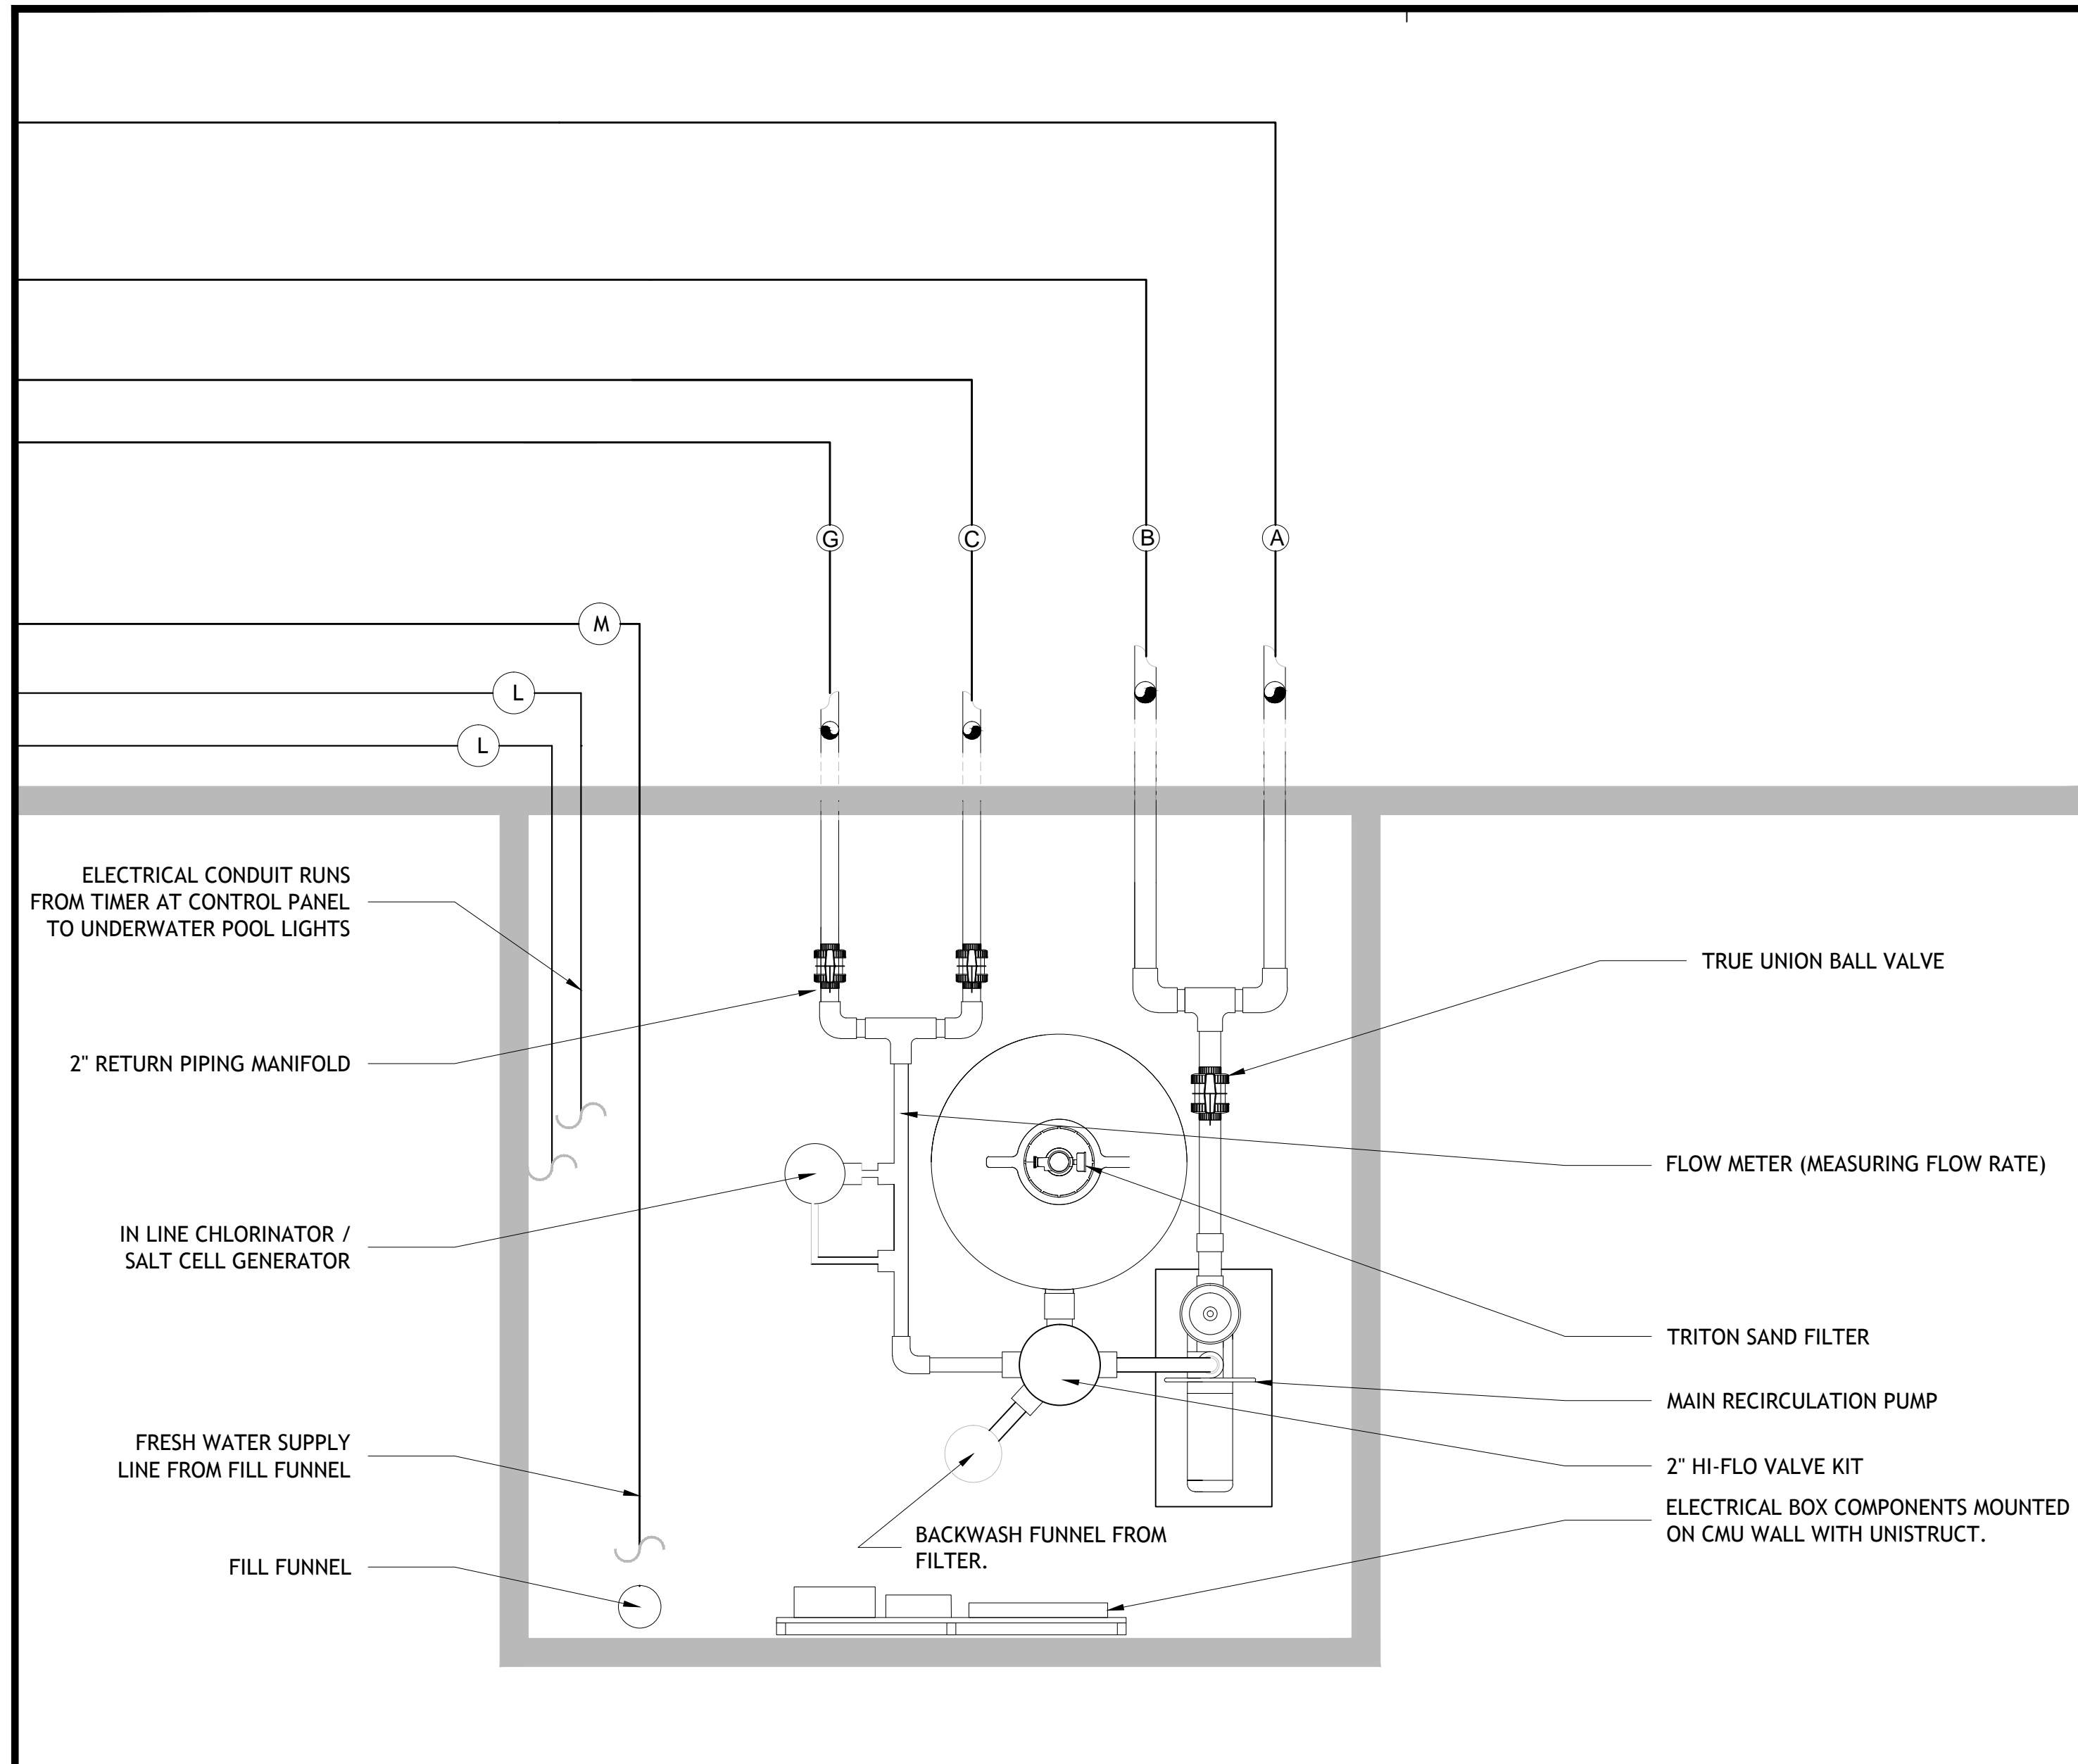 G
C
B
A
M
L
L
ELECTRICAL CONDUIT RUNS
FROM TIMER AT CONTROL PANEL
TO UNDERWATER POOL LIGHTS
2" RETURN PIPING MANIFOLD
IN LINE CHLORINATOR /
SALT CELL GENERATOR
FRESH WATER SUPPLY
LINE FROM FILL FUNNEL
FILL FUNNEL
BACKWASH FUNNEL FROM
FILTER.
TRUE UNION BALL VALVE
FLOW METER (MEASURING FLOW RATE)
TRITON SAND FILTER
MAIN RECIRCULATION PUMP
2" HI-FLO VALVE KIT
ELECTRICAL BOX COMPONENTS MOUNTED
ON CMU WALL WITH UNISTRUCT.